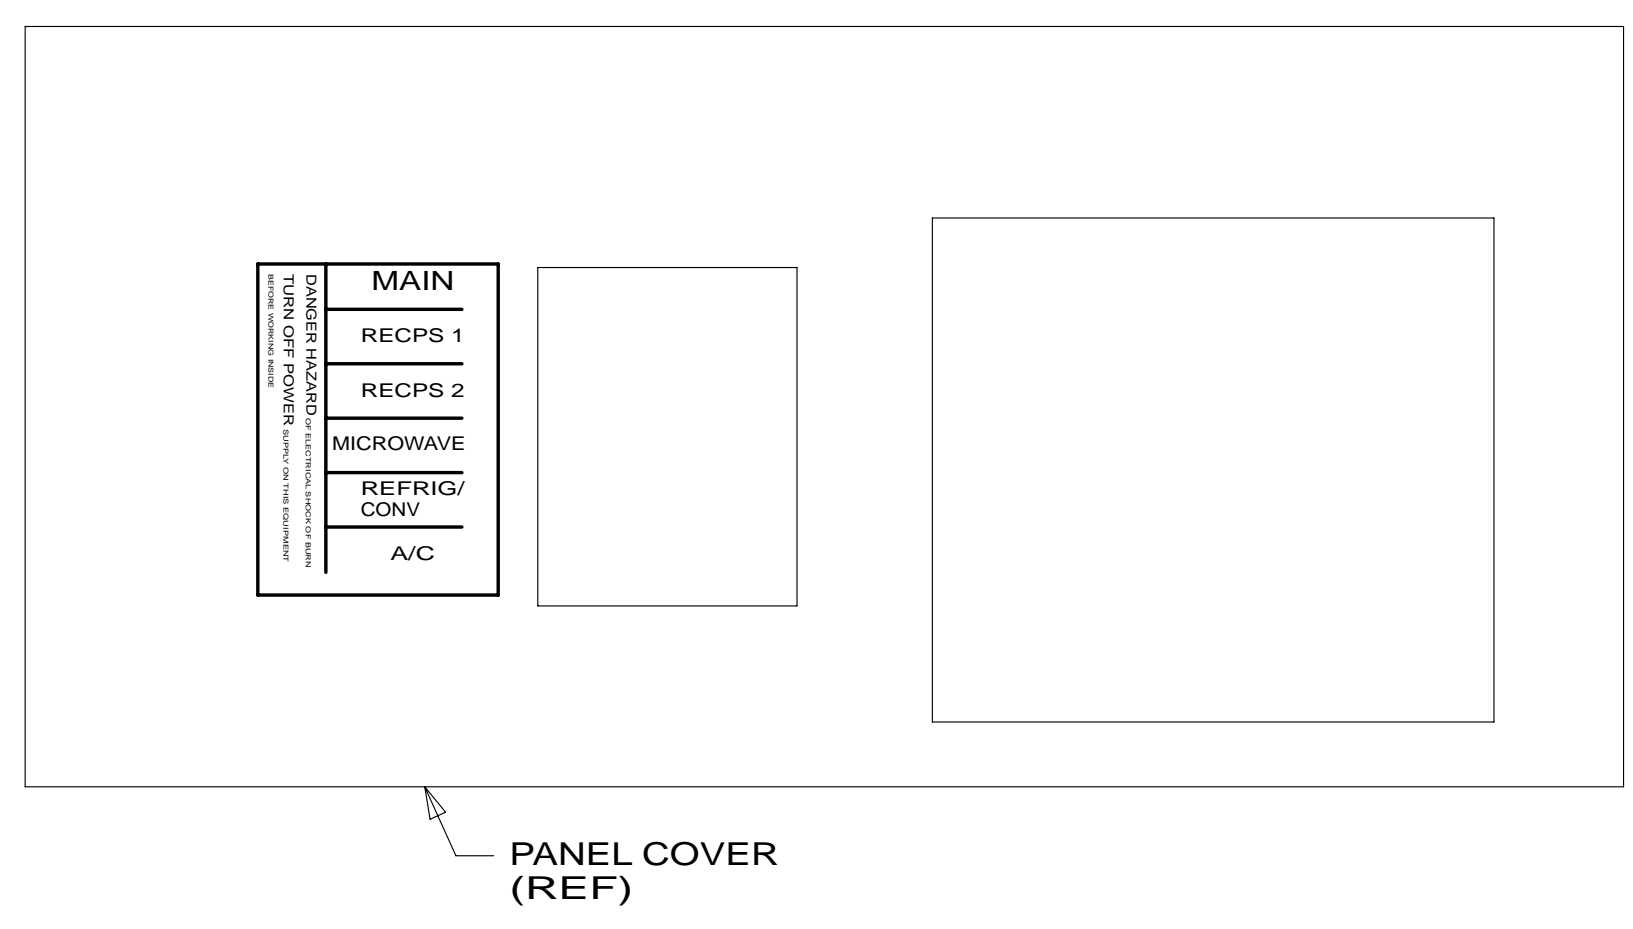 MAIN
RECPS 1
RECPS 2
MICROWAVE
REFRIG/
CONV
A/C
DANGER HAZARD OF ELECTRICAL SHOCK OF BURN
TURN OFF POWER SUPPLY ON THIS EQUIPMENT
BEFORE WORKING INSIDE
PANEL COVER
(REF)